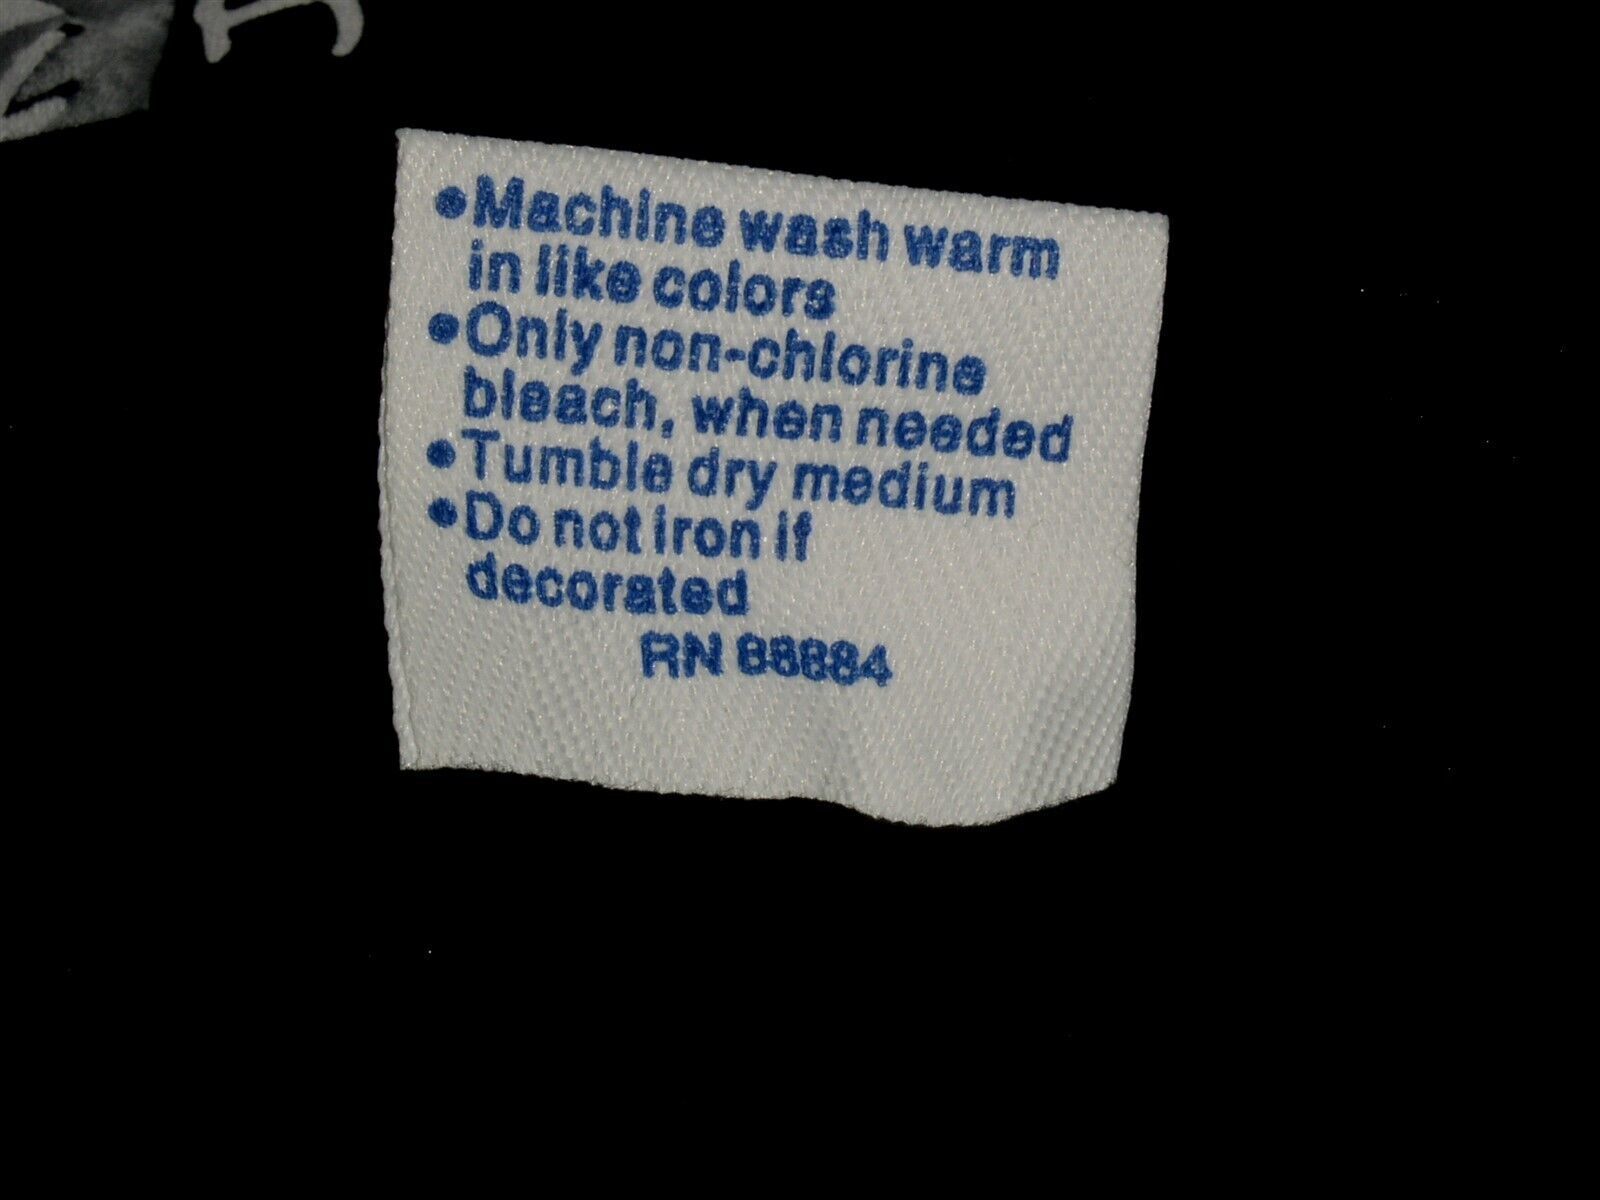 •Machine wash warm
in like colors
•Only non-chlorine
bleach, when needed
•Tumble dry medium
•Do not iron if
decorated
RN 88884